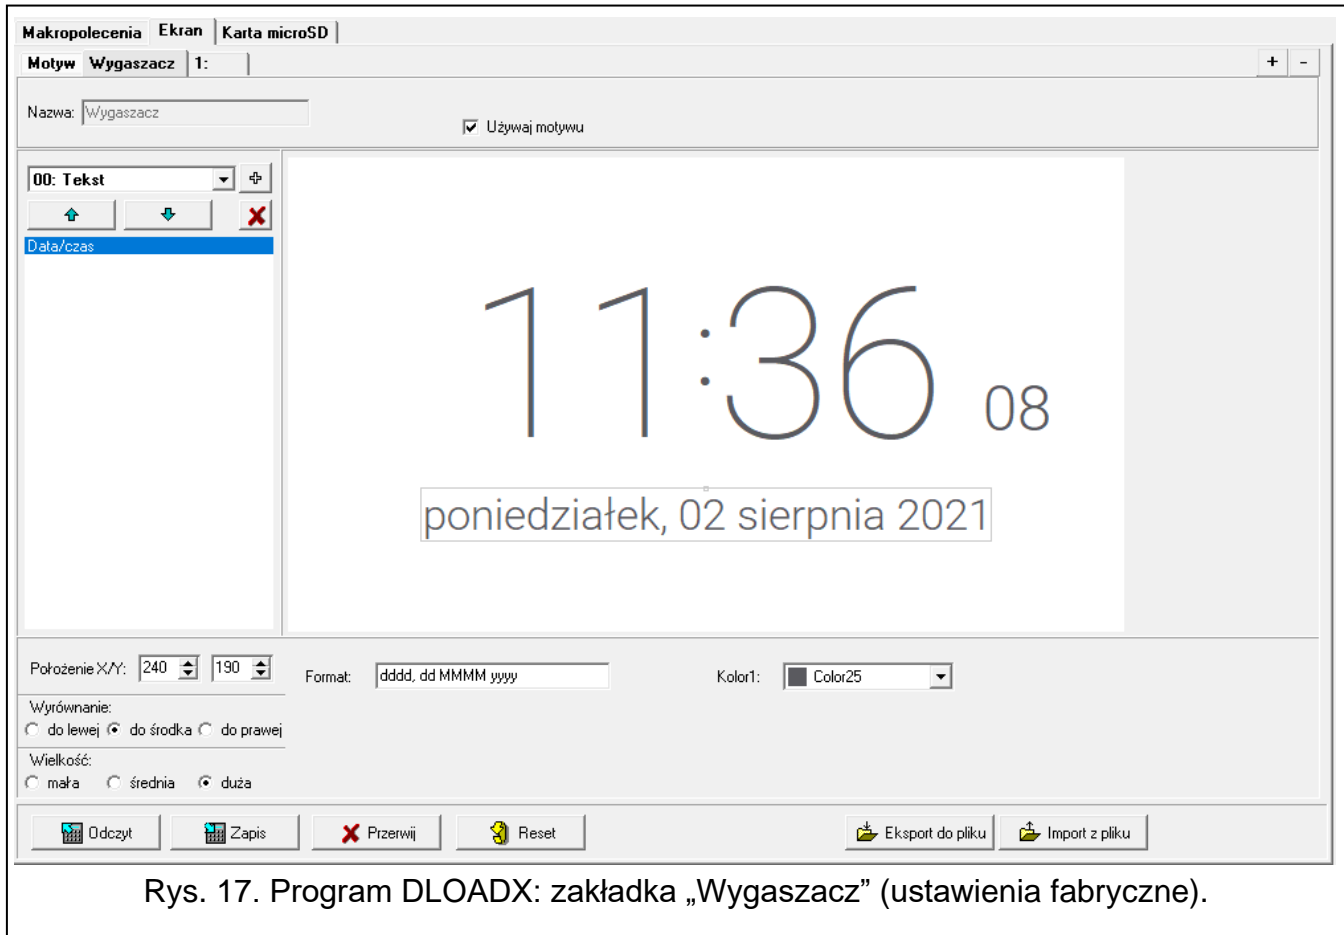 Makropolecenia Ekran Karta microSD
Motyw Wygaszacz 1: + -
Nazwa: Wygaszacz
Używaj motywu
00: Tekst
Data/czas
11:36 08
poniedziałek, 02 sierpnia 2021
Położenie X/Y: 240 190 Format: dddd, dd MMMM yyyy Kolor1: Color25
Wyrównanie:
do lewej do środka do prawej
Wielkość:
mała średnia duża
Odczyt Zapis Przerwij Reset Eksport do pliku Import z pliku
Rys. 17. Program DLOADX: zakładka „Wygaszacz” (ustawienia fabryczne).